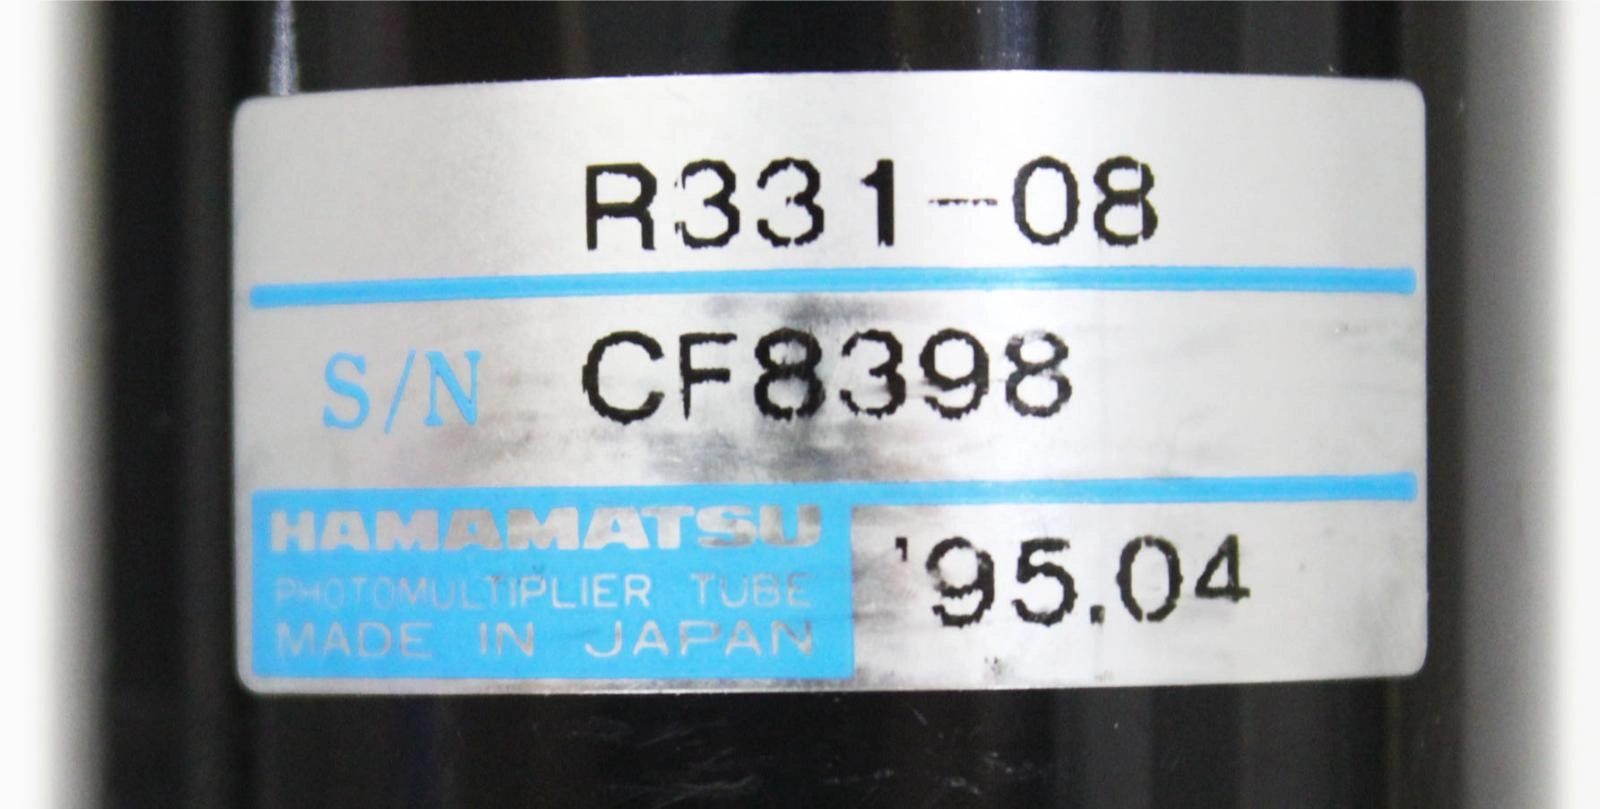 R331-08
S/N CF8398
HAMAMATSU
PHOTOMULTIPLIER TUBE
MADE IN JAPAN
'95.04